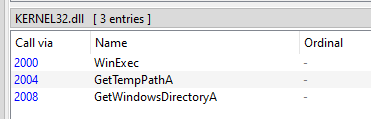 KERNEL32.dll [ 3 entries ]
Call via Name Ordinal
2000 WinExec -
2004 GetTempPathA -
2008 GetWindowsDirectoryA -